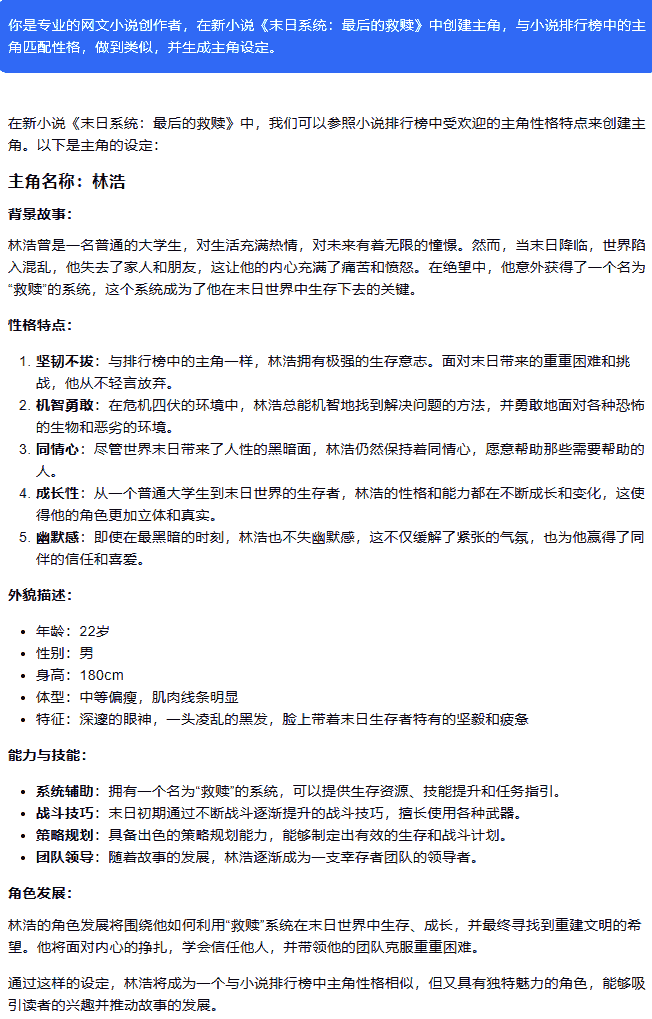 你是专业的网文小说创作者，在新小说《末日系统：最后的救赎》中创建主角，与小说排行榜中的主
角匹配性格，做到类似，并生成主角设定。
在新小说《末日系统：最后的救赎》中，我们可以参照小说排行榜中受欢迎的主角性格特点来创建主
角。以下是主角的设定：
主角名称：林浩
背景故事：
林浩曾是一名普通的大学生，对生活充满热情，对未来有着无限的憧憬。然而，当末日降临，世界陷
入混乱，他失去了家人和朋友，这让他的内心充满了痛苦和愤怒。在绝望中，他意外获得了一个名为
“救赎”的系统，这个系统成为了他在末日世界中生存下去的关键。
性格特点：
1. 坚韧不拔：与排行榜中的主角一样，林浩拥有极强的生存意志。面对末日带来的重重困难和挑
战，他从不轻言放弃。
2. 机智勇敢：在危机四伏的环境中，林浩总能机智地找到解决问题的方法，并勇敢地面对各种恐怖
的生物和恶劣的环境。
3. 同情心：尽管世界末日带来了人性的黑暗面，林浩仍然保持着同情心，愿意帮助那些需要帮助的
人。
4. 成长性：从一个普通大学生到末日世界的生存者，林浩的性格和能力都在不断成长和变化，这使
得他的角色更加立体和真实。
5. 幽默感：即使在最黑暗的时刻，林浩也不失幽默感，这不仅缓解了紧张的气氛，也为他赢得了同
伴的信任和喜爱。
外貌描述：
• 年龄：22岁
• 性别：男
• 身高：180cm
• 体型：中等偏瘦，肌肉线条明显
• 特征：深邃的眼神，一头凌乱的黑发，脸上带着末日生存者特有的坚毅和疲惫
能力与技能：
• 系统辅助：拥有一个名为“救赎”的系统，可以提供生存资源、技能提升和任务指引。
• 战斗技巧：末日初期通过不断战斗逐渐提升的战斗技巧，擅长使用各种武器。
• 策略规划：具备出色的策略规划能力，能够制定出有效的生存和战斗计划。
• 团队领导：随着故事的发展，林浩逐渐成为一支幸存者团队的领导者。
角色发展：
林浩的角色发展将围绕他如何利用“救赎”系统在末日世界中生存、成长，并最终寻找到重建文明的希
望。他将面对内心的挣扎，学会信任他人，并带领他的团队克服重重困难。
通过这样的设定，林浩将成为一个与小说排行榜中主角性格相似，但又具有独特魅力的角色，能够吸
引读者的兴趣并推动故事的发展。